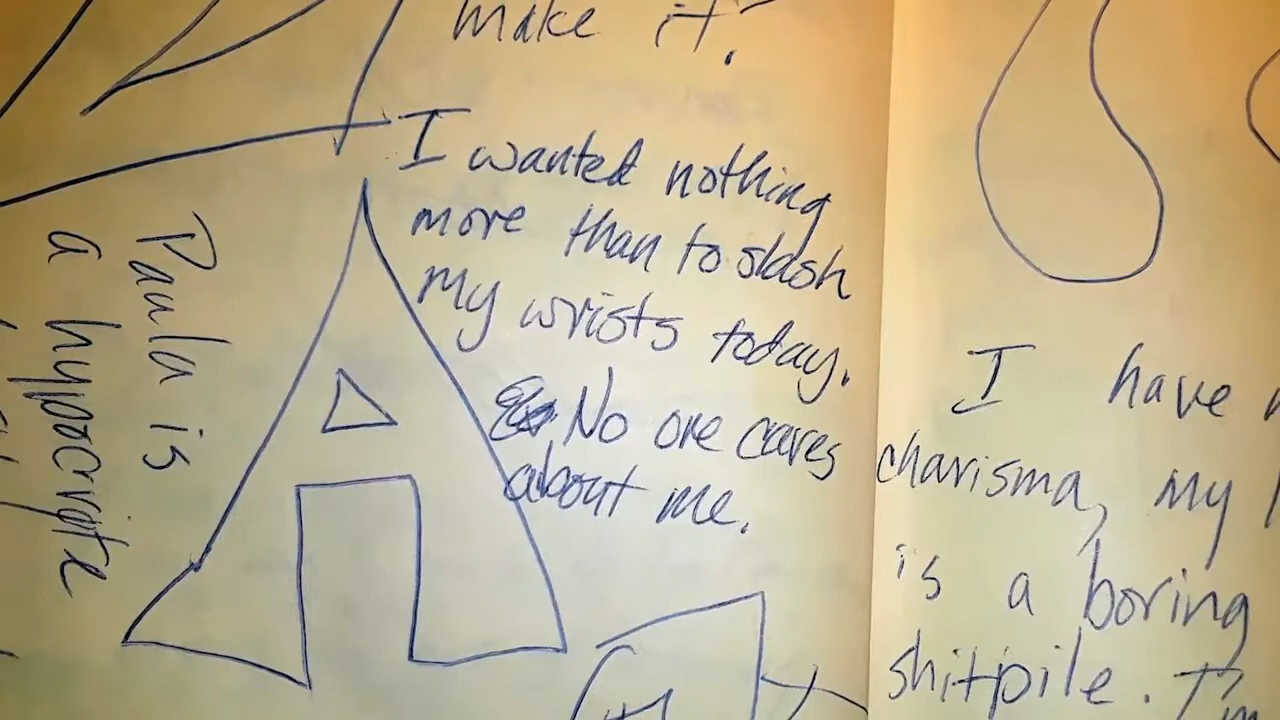 make it?
I wanted nothing
more than to slash
my wrists today.
No one cares
about me.
Paula is
a hypocrite
I have
charisma, my
is a boring
shitpile. I'm